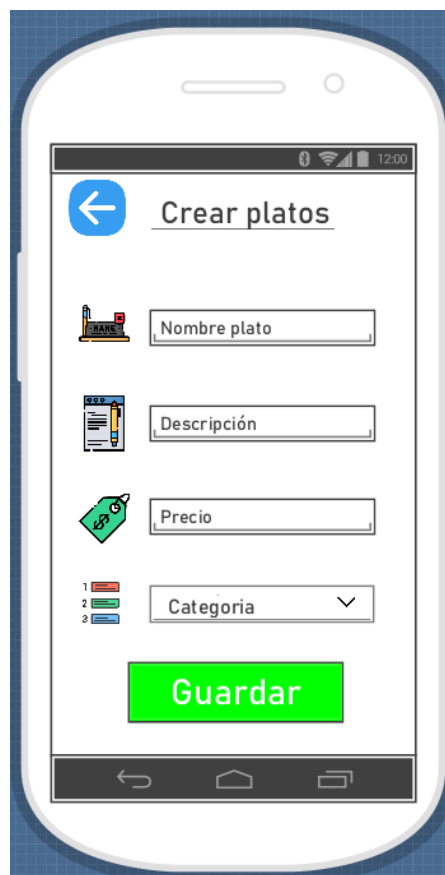 12:00
Crear platos
NAME
Nombre plato
Descripción
$
Precio
1
2
3
Categoria
Guardar